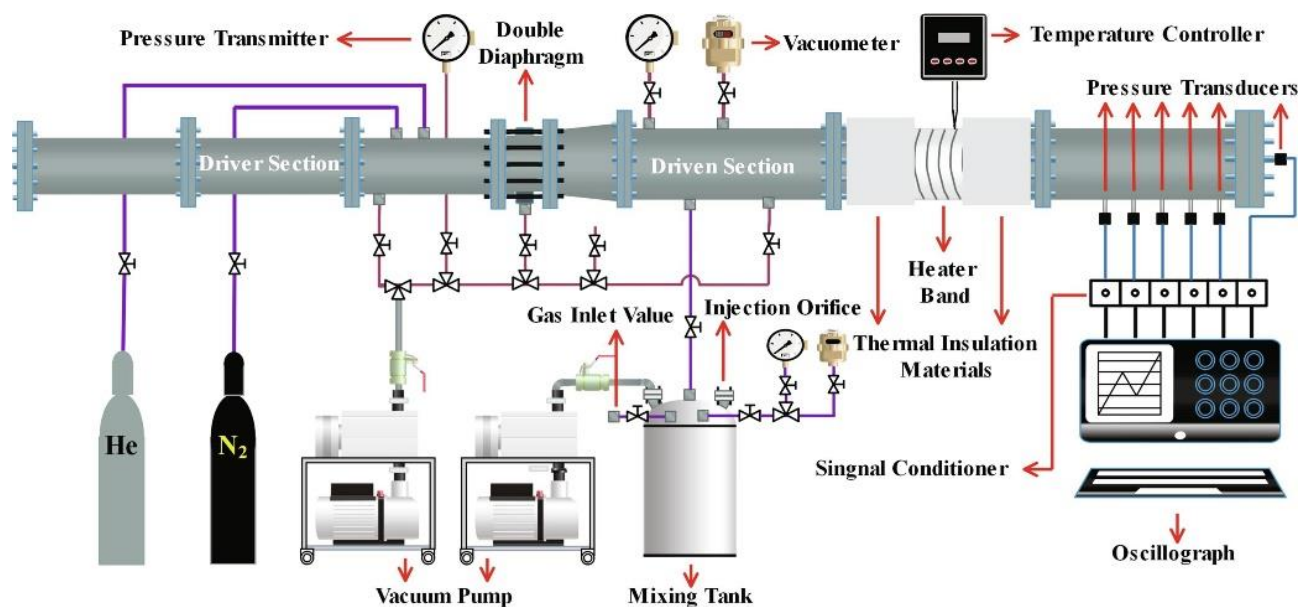 Pressure Transmitter
Double
Diaphragm
Vacuometer
Temperature Controller
Pressure Transducers
Driver Section
Driven Section
Heater
Band
Gas Inlet Value
Injection Orifice
Thermal Insulation
Materials
He
N₂
Singnal Conditioner
Vacuum Pump
Mixing Tank
Oscillograph